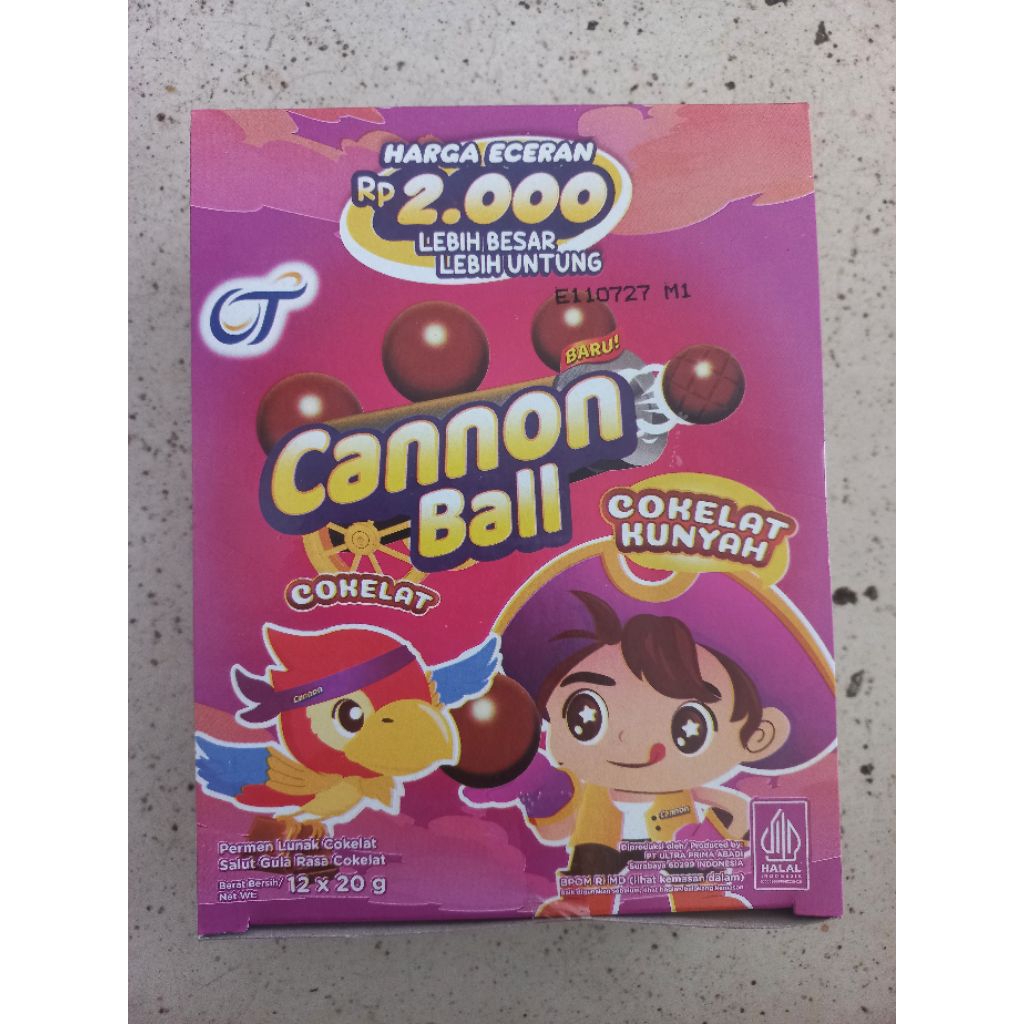 HARGA ECERAN
Rp 2.000
LEBIH BESAR
LEBIH UNTUNG
E110727 M1
OT
BARU!
Cannon
Ball
COKELAT
KUNYAH
COKELAT
Cannon
Cannon
Permen Lunak Cokelat
Salut Gula Rasa Cokelat
Berat Bersih/ 12 x 20 g
Net Wt:
Diproduksi oleh/ Produced by:
PT ULTRA PRIMA ABADI
Surabaya 60299 INDONESIA
BPOM RI MD (lihat kemasan dalam)
HALAL
INDONESIA